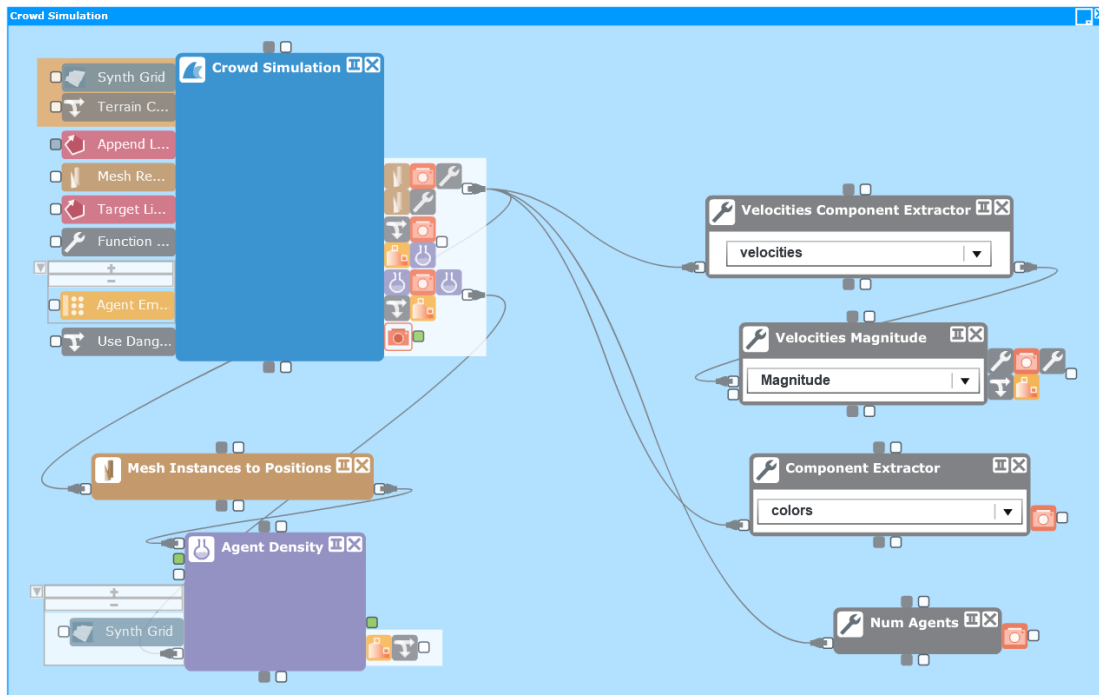 Crowd Simulation
Crowd Simulation
Synth Grid
Terrain C...
Append L...
Mesh Re...
Target Li...
Function ...
+
−
Agent Em...
Use Dang...
Velocities Component Extractor
velocities
Velocities Magnitude
Magnitude
Mesh Instances to Positions
Component Extractor
colors
Agent Density
+
−
Synth Grid
Num Agents